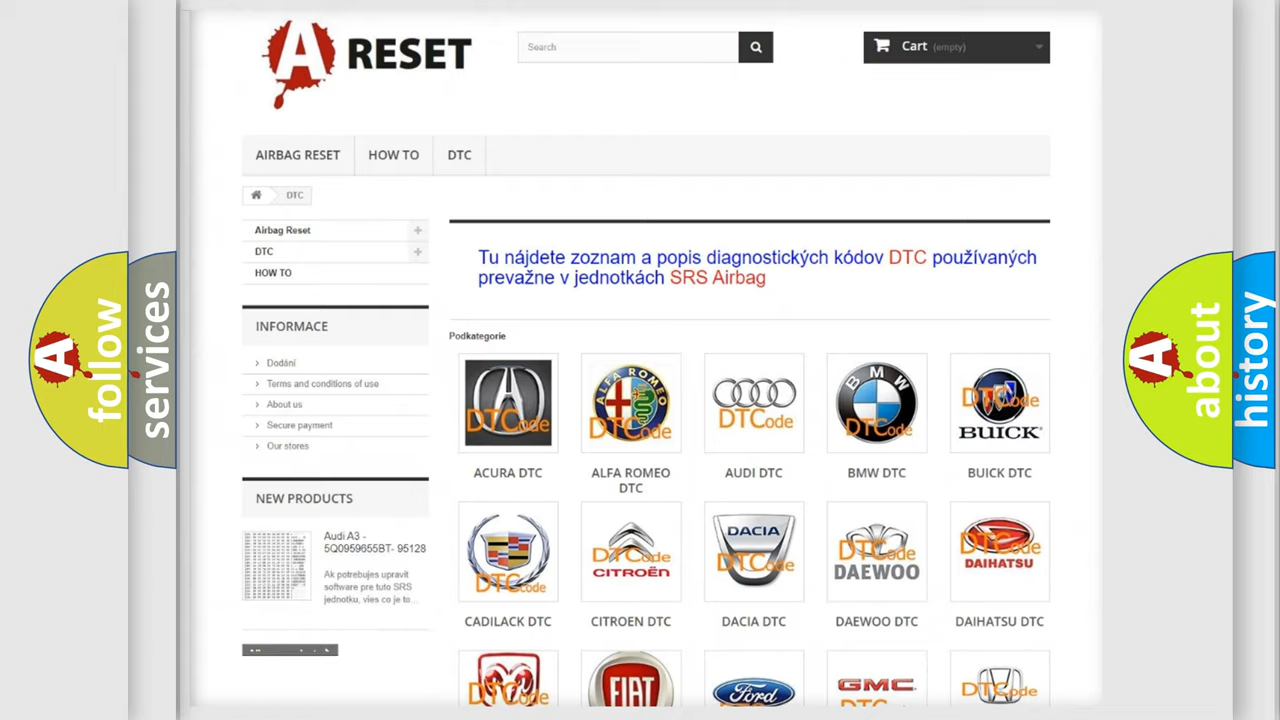 A RESET
Search
Cart (empty)
AIRBAG RESET
HOW TO
DTC
DTC
Airbag Reset
DTC
HOW TO
Tu nájdete zoznam a popis diagnostických kódov DTC používaných
prevažne v jednotkách SRS Airbag
INFORMACE
Dodání
Terms and conditions of use
About us
Secure payment
Our stores
NEW PRODUCTS
Audi A3 -
5Q0959655BT- 95128
Ak potrebujes upravit
software pre tuto SRS
jednotku, vies co je to...
Podkategorie
DTCode
ALFA ROMEO
DTCode
DTCode
BMW
DTCode
DTCode
BUICK
ACURA DTC
ALFA ROMEO
DTC
AUDI DTC
BMW DTC
BUICK DTC
DTCode
DTCode
CITROËN
DACIA
DTCode
DTCode
DAEWOO
DTCode
DAIHATSU
CADILACK DTC
CITROEN DTC
DACIA DTC
DAEWOO DTC
DAIHATSU DTC
DTCode
FIAT
Ford
GMC
DTCode
A
follow
services
A
about
history